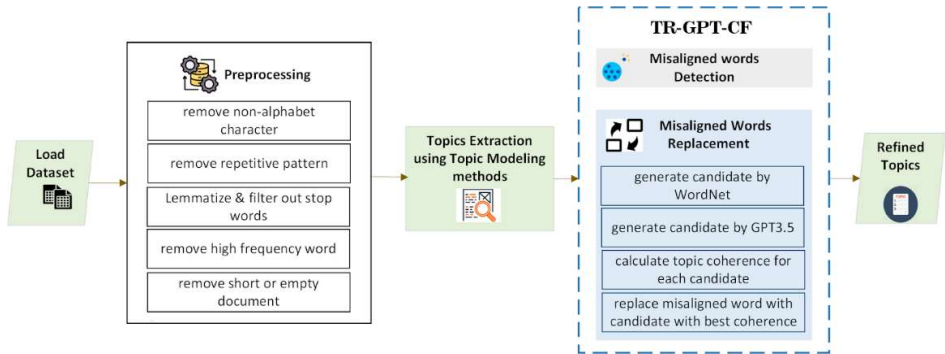 Load
Dataset
Preprocessing
remove non-alphabet
character
remove repetitive pattern
Lemmatize & filter out stop
words
remove high frequency word
remove short or empty
document
Topics Extraction
using Topic Modeling
methods
TR-GPT-CF
Misaligned words
Detection
Misaligned Words
Replacement
generate candidate by
WordNet
generate candidate by GPT3.5
calculate topic coherence for
each candidate
replace misaligned word with
candidate with best coherence
Refined
Topics